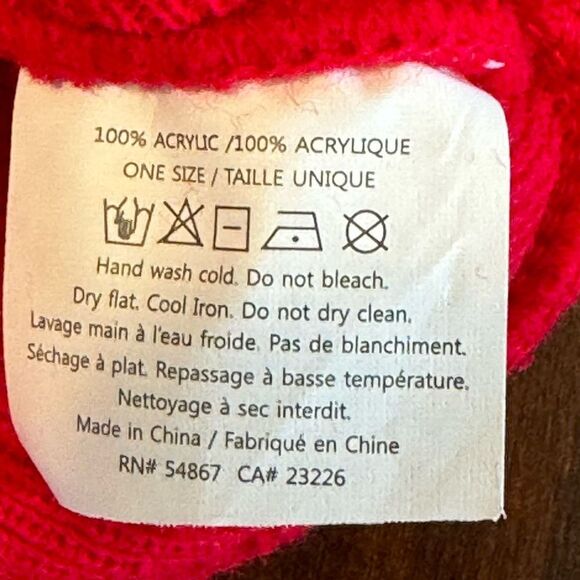 100% ACRYLIC /100% ACRYLIQUE
ONE SIZE / TAILLE UNIQUE
Hand wash cold. Do not bleach.
Dry flat. Cool Iron. Do not dry clean.
Lavage main à l'eau froide. Pas de blanchiment.
Séchage à plat. Repassage à basse température.
Nettoyage à sec interdit.
Made in China / Fabriqué en Chine
RN# 54867 CA# 23226